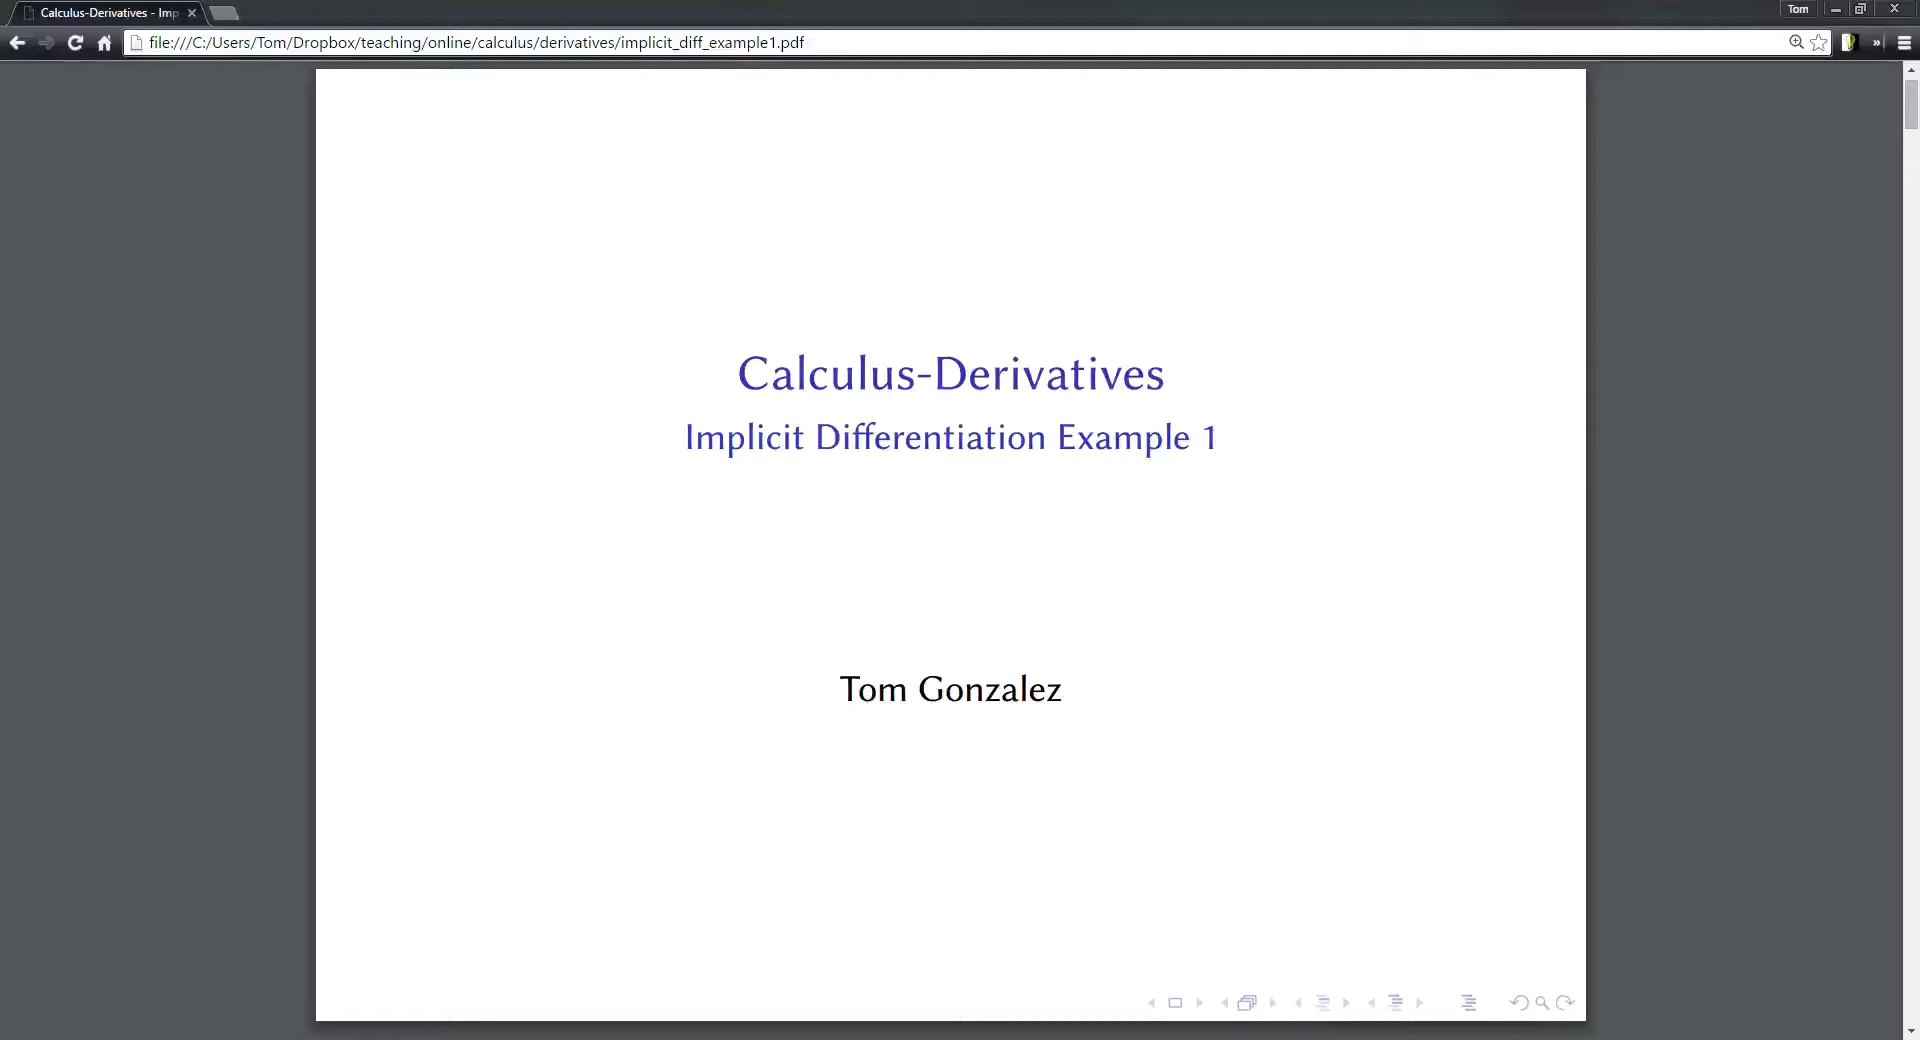 Calculus-Derivatives - Imp
Tom
file:///C:/Users/Tom/Dropbox/teaching/online/calculus/derivatives/implicit_diff_example1.pdf
Calculus-Derivatives
Implicit Differentiation Example 1
Tom Gonzalez